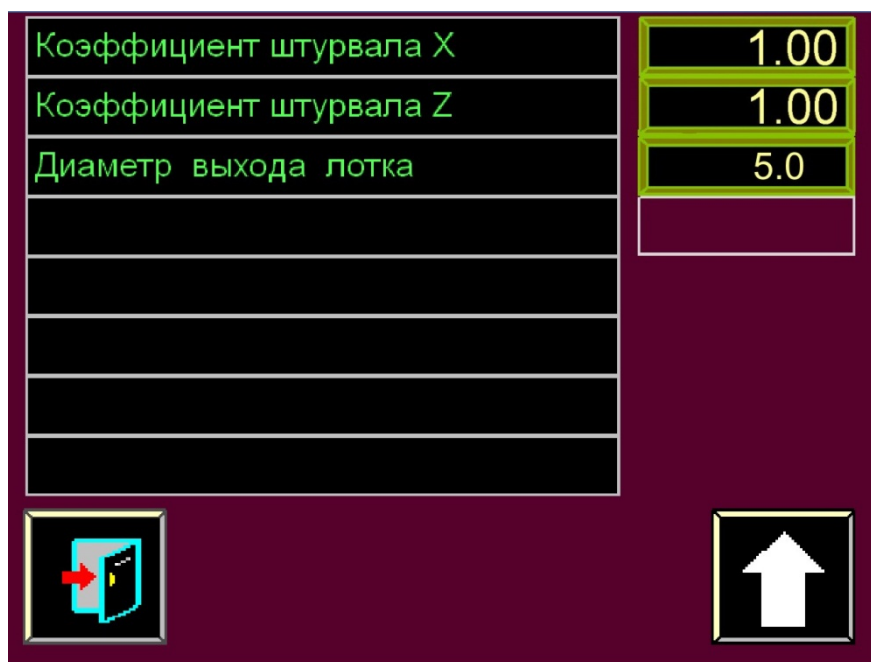 Коэффициент штурвала X 1.00
Коэффициент штурвала Z 1.00
Диаметр выхода лотка 5.0